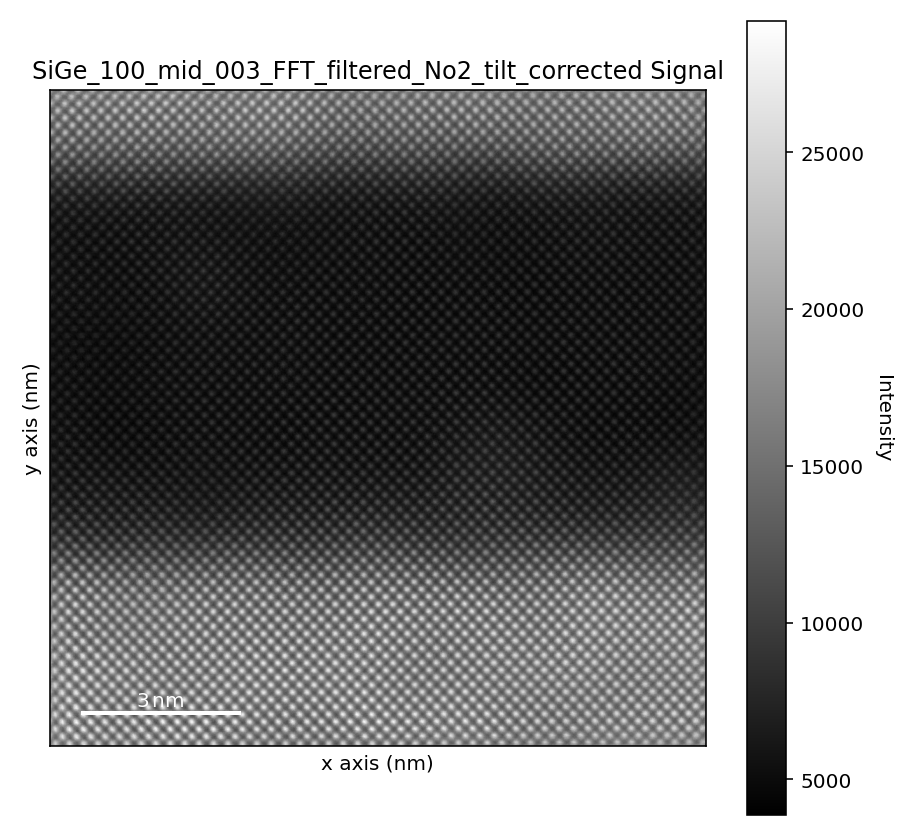 SiGe_100_mid_003_FFT_filtered_No2_tilt_corrected Signal
25000
20000
15000
10000
5000
Intensity
y axis (nm)
3 nm
x axis (nm)